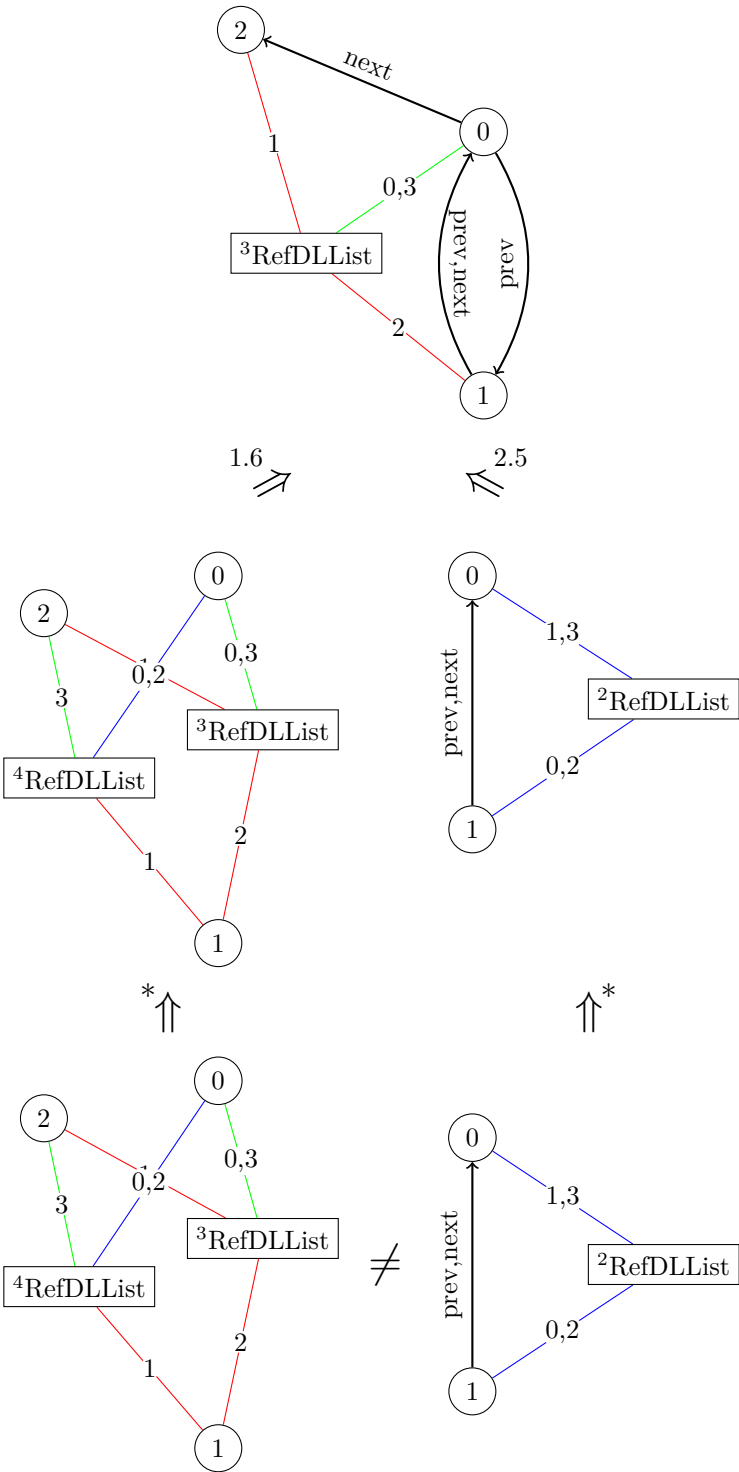 2
next
0
1
0,3
³RefDLList
prev,next
prev
2
1
1.6
2.5
0
0
2
1,3
0,3
0,2
3
prev,next
²RefDLList
³RefDLList
⁴RefDLList
0,2
2
1
1
1
*
*
0
2
0
0,3
0,2
1,3
3
³RefDLList
prev,next
²RefDLList
⁴RefDLList
≠
0,2
2
1
1
1